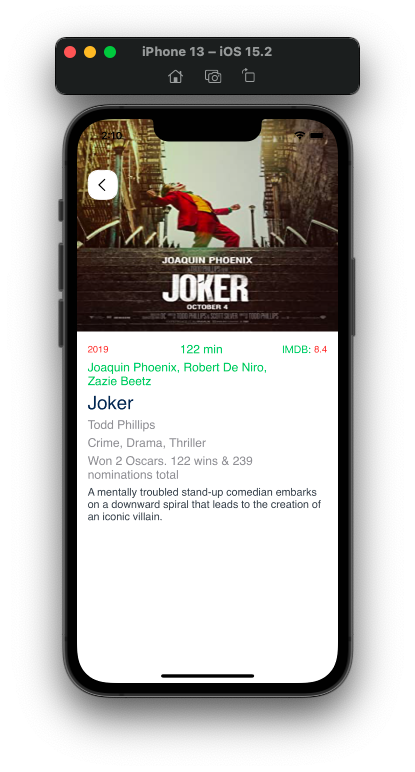 iPhone 13 – iOS 15.2
2:10
JOAQUIN PHOENIX
JOKER
OCTOBER 4
2019
122 min
IMDB: 8.4
Joaquin Phoenix, Robert De Niro,
Zazie Beetz
Joker
Todd Phillips
Crime, Drama, Thriller
Won 2 Oscars. 122 wins & 239
nominations total
A mentally troubled stand-up comedian embarks
on a downward spiral that leads to the creation of
an iconic villain.